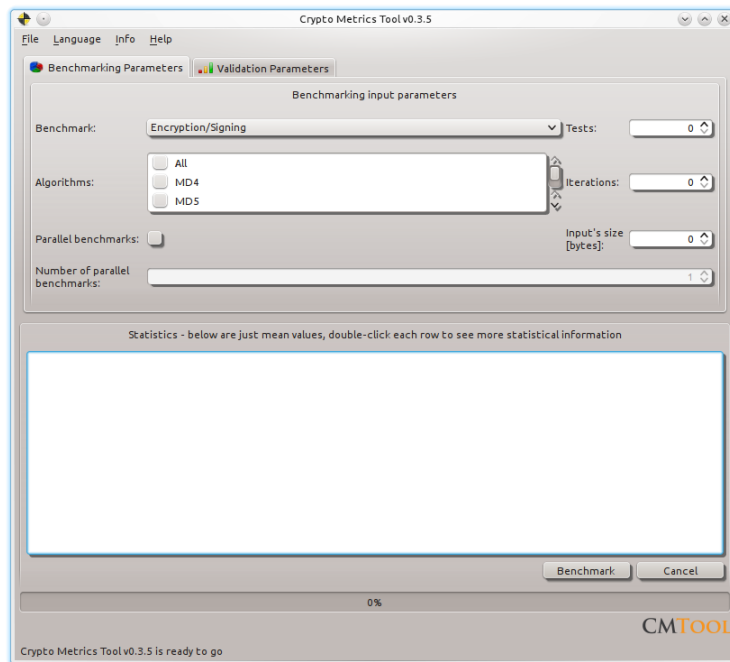 Crypto Metrics Tool v0.3.5
File Language Info Help
Benchmarking Parameters Validation Parameters
Benchmarking input parameters
Benchmark: Encryption/Signing Tests: 0
All
Algorithms: MD4 Iterations: 0
MD5
Parallel benchmarks: Input's size [bytes]: 0
Number of parallel benchmarks: 1
Statistics - below are just mean values, double-click each row to see more statistical information
Benchmark Cancel
0%
CMTOOL
Crypto Metrics Tool v0.3.5 is ready to go